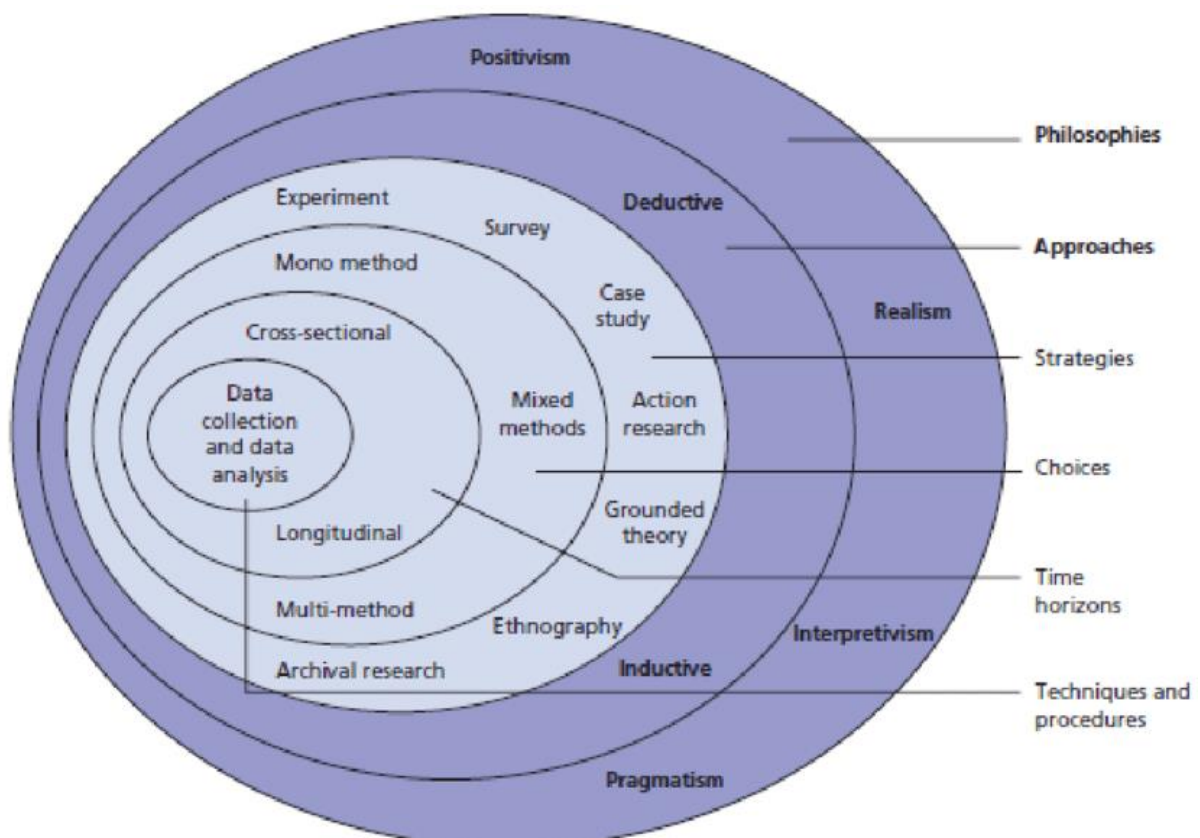 Positivism
Philosophies
Experiment
Deductive
Survey
Approaches
Mono method
Case
study
Realism
Cross-sectional
Strategies
Data
collection
and data
analysis
Mixed
methods
Action
research
Choices
Grounded
theory
Longitudinal
Time
horizons
Multi-method
Ethnography
Interpretivism
Archival research
Inductive
Techniques and
procedures
Pragmatism